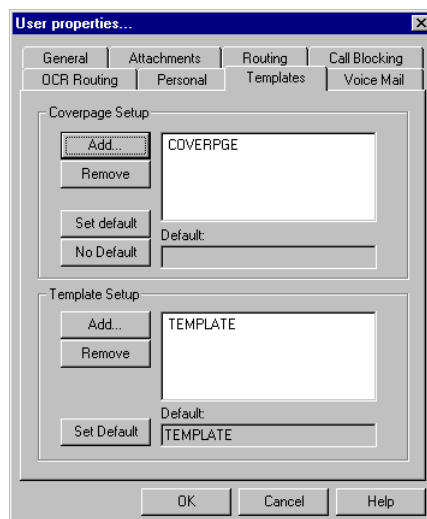 User properties...
General Attachments Routing Call Blocking
OCR Routing Personal Templates Voice Mail
Coverpage Setup
Add... COVERPGE
Remove
Set default
Default:
No Default
Template Setup
Add... TEMPLATE
Remove
Default:
Set Default TEMPLATE
OK Cancel Help